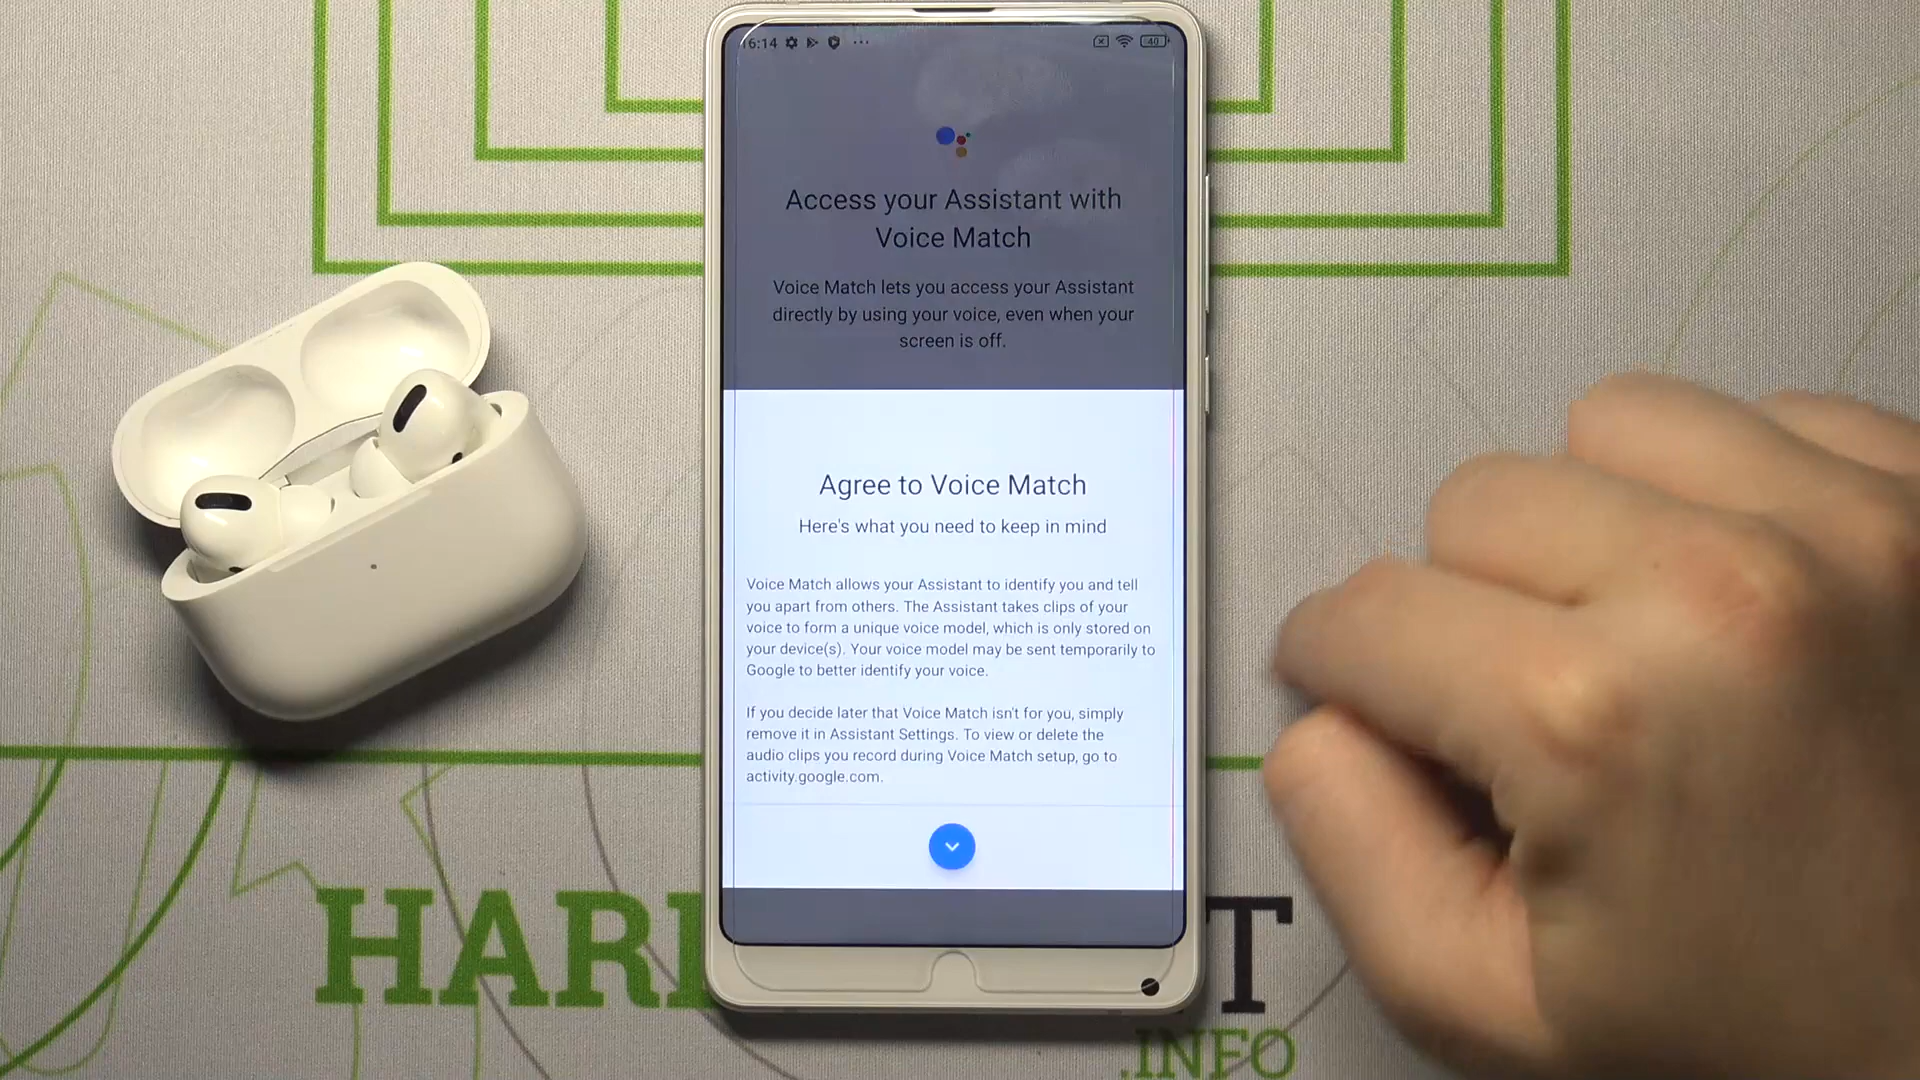 16:14
40
Access your Assistant with
Voice Match
Voice Match lets you access your Assistant
directly by using your voice, even when your
screen is off.
Agree to Voice Match
Here's what you need to keep in mind
Voice Match allows your Assistant to identify you and tell
you apart from others. The Assistant takes clips of your
voice to form a unique voice model, which is only stored on
your device(s). Your voice model may be sent temporarily to
Google to better identify your voice.
If you decide later that Voice Match isn't for you, simply
remove it in Assistant Settings. To view or delete the
audio clips you record during Voice Match setup, go to
activity.google.com.
HARD
T
.INFO